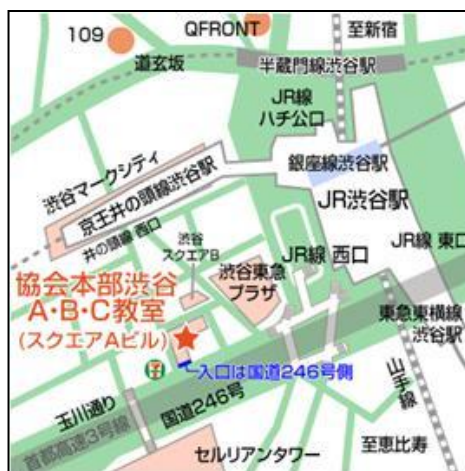 109
QFRONT
至新宿
道玄坂
半蔵門線渋谷駅
JR線
ハチ公口
渋谷マークシティ
京王井の頭線渋谷駅
銀座線渋谷駅
JR渋谷駅
井の頭線 西口
渋谷
スクエアB
JR線 西口
JR線 東口
渋谷東急
プラザ
協会本部渋谷
A・B・C教室
(スクエアAビル)
東急東横線
渋谷駅
入口は国道246号側
山手線
玉川通り
国道246号
首都高速3号線
セルリアンタワー
至恵比寿